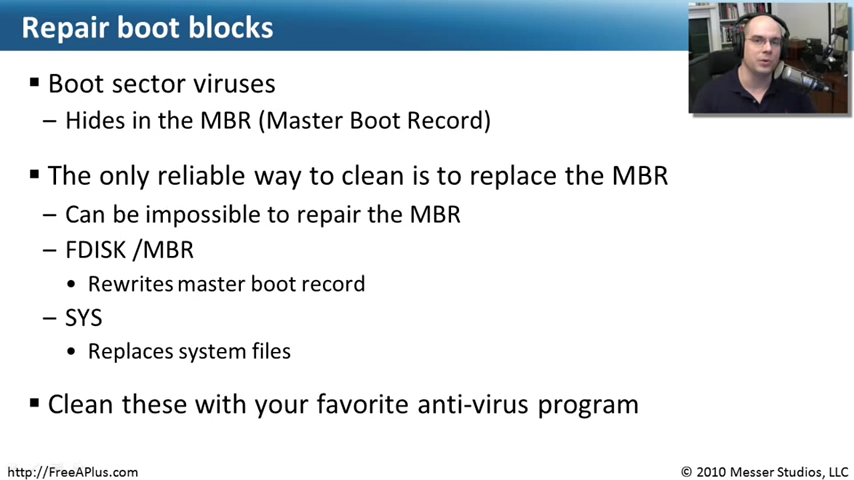 Repair boot blocks
▪ Boot sector viruses
– Hides in the MBR (Master Boot Record)
▪ The only reliable way to clean is to replace the MBR
– Can be impossible to repair the MBR
– FDISK /MBR
• Rewrites master boot record
– SYS
• Replaces system files
▪ Clean these with your favorite anti-virus program
http://FreeAPlus.com
© 2010 Messer Studios, LLC